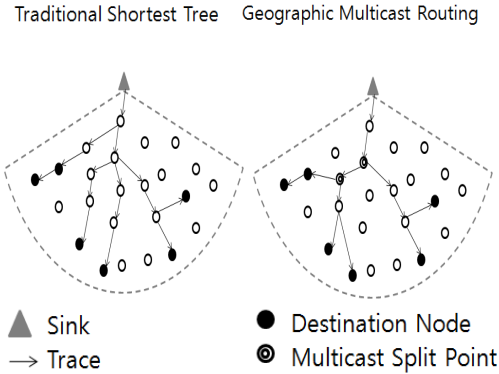 Traditional Shortest Tree
Geographic Multicast Routing
Sink
Destination Node
Trace
Multicast Split Point